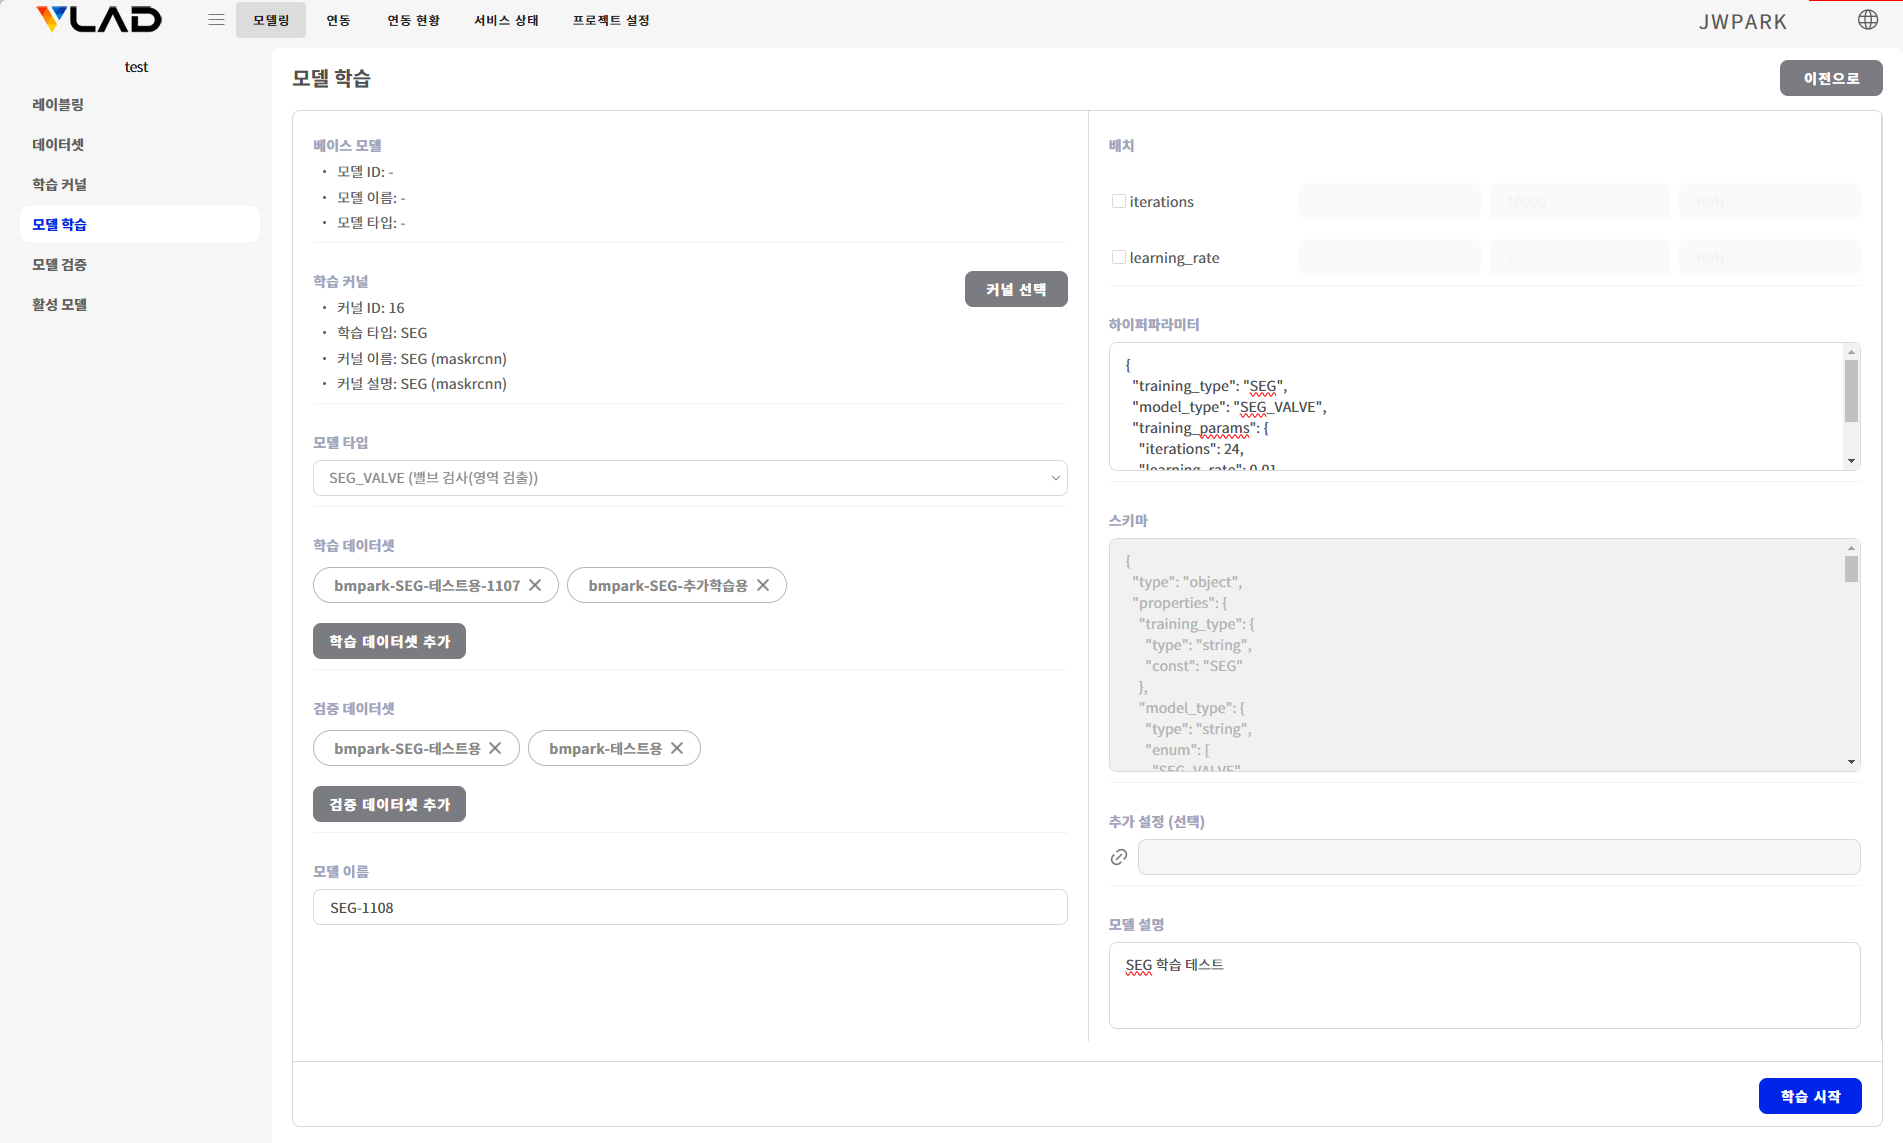 VLAD
모델링
연동
연동 현황
서비스 상태
프로젝트 설정
JWPARK
test
레이블링
데이터셋
학습 커널
모델 학습
모델 검증
활성 모델
모델 학습
이전으로
베이스 모델
• 모델 ID: -
• 모델 이름: -
• 모델 타입: -
학습 커널
커널 선택
• 커널 ID: 16
• 학습 타입: SEG
• 커널 이름: SEG (maskrcnn)
• 커널 설명: SEG (maskrcnn)
모델 타입
SEG_VALVE (밸브 검사(영역 검출))
학습 데이터셋
bmpark-SEG-테스트용-1107
bmpark-SEG-추가학습용
학습 데이터셋 추가
검증 데이터셋
bmpark-SEG-테스트용
bmpark-테스트용
검증 데이터셋 추가
모델 이름
SEG-1108
배치
iterations
시작
10000
NaN
learning_rate
시작
끝
NaN
하이퍼파라미터
{
"training_type": "SEG",
"model_type": "SEG_VALVE",
"training_params": {
"iterations": 24,
"learning_rate": 0.01
스키마
{
"type": "object",
"properties": {
"training_type": {
"type": "string",
"const": "SEG"
},
"model_type": {
"type": "string",
"enum": [
"SEG_VALVE"
추가 설정 (선택)
모델 설명
SEG 학습 테스트
학습 시작